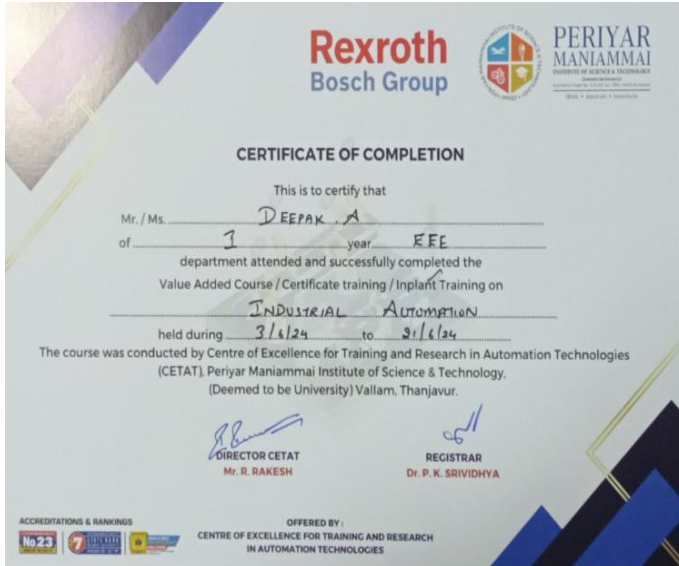 Rexroth
Bosch Group
PERIYAR
MANIAMMAI
INSTITUTE OF SCIENCE & TECHNOLOGY
CERTIFICATE OF COMPLETION
This is to certify that
Mr. / Ms. DEEPAK . A
of I year EEE
department attended and successfully completed the
Value Added Course / Certificate training / Inplant Training on
INDUSTRIAL AUTOMATION
held during 3/6/24 to 21/6/24
The course was conducted by Centre of Excellence for Training and Research in Automation Technologies
(CETAT), Periyar Maniammai Institute of Science & Technology,
(Deemed to be University) Vallam, Thanjavur.
DIRECTOR CETAT
Mr. R. RAKESH
REGISTRAR
Dr. P. K. SRIVIDHYA
ACCREDITATIONS & RANKINGS
No 23
7
OFFERED BY :
CENTRE OF EXCELLENCE FOR TRAINING AND RESEARCH
IN AUTOMATION TECHNOLOGIES